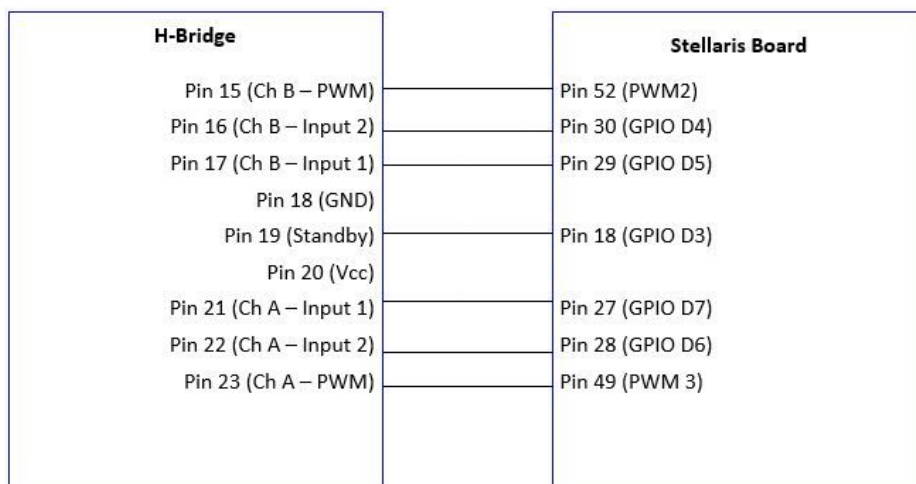 H-Bridge
Stellaris Board
Pin 15 (Ch B – PWM)
Pin 52 (PWM2)
Pin 16 (Ch B – Input 2)
Pin 30 (GPIO D4)
Pin 17 (Ch B – Input 1)
Pin 29 (GPIO D5)
Pin 18 (GND)
Pin 19 (Standby)
Pin 18 (GPIO D3)
Pin 20 (Vcc)
Pin 21 (Ch A – Input 1)
Pin 27 (GPIO D7)
Pin 22 (Ch A – Input 2)
Pin 28 (GPIO D6)
Pin 23 (Ch A – PWM)
Pin 49 (PWM 3)